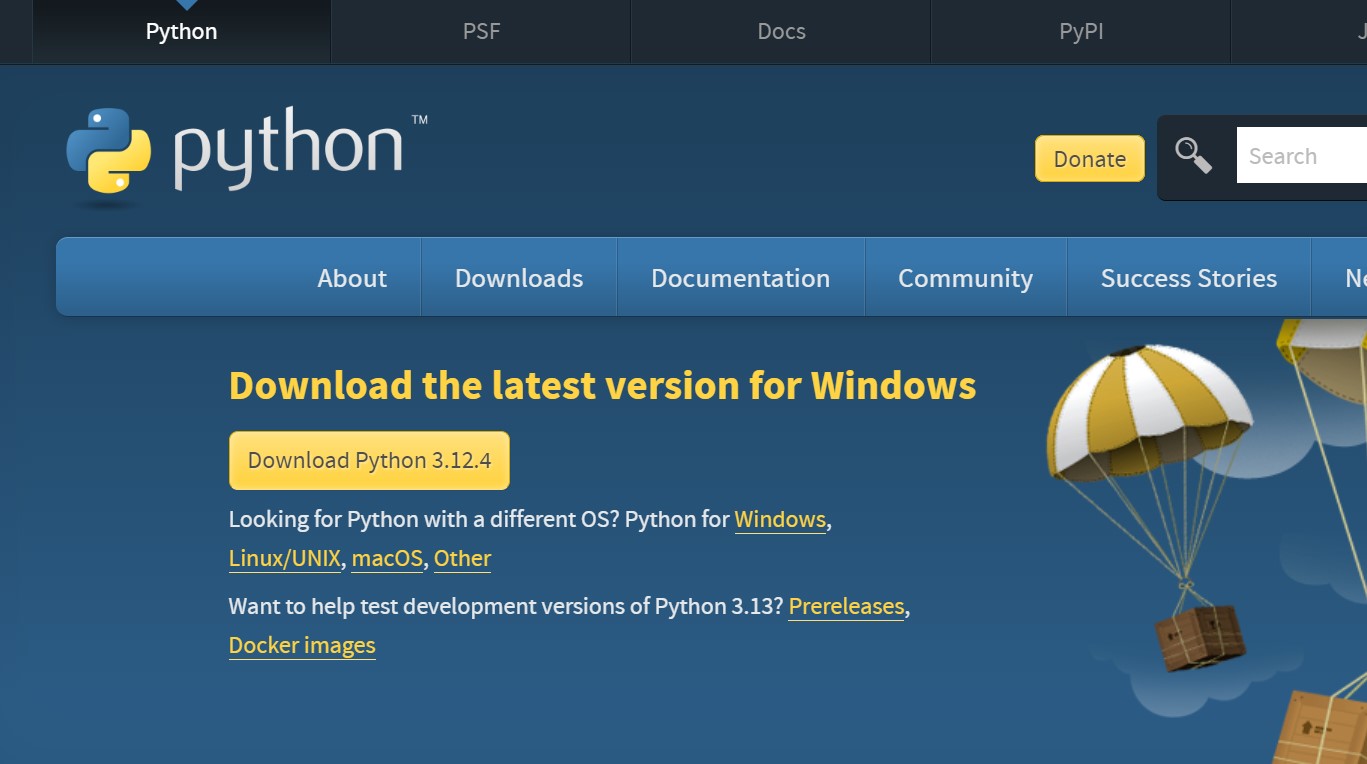 Python PSF Docs PyPI
python™
Donate Search
About Downloads Documentation Community Success Stories
Download the latest version for Windows
Download Python 3.12.4
Looking for Python with a different OS? Python for Windows,
Linux/UNIX, macOS, Other
Want to help test development versions of Python 3.13? Prereleases,
Docker images